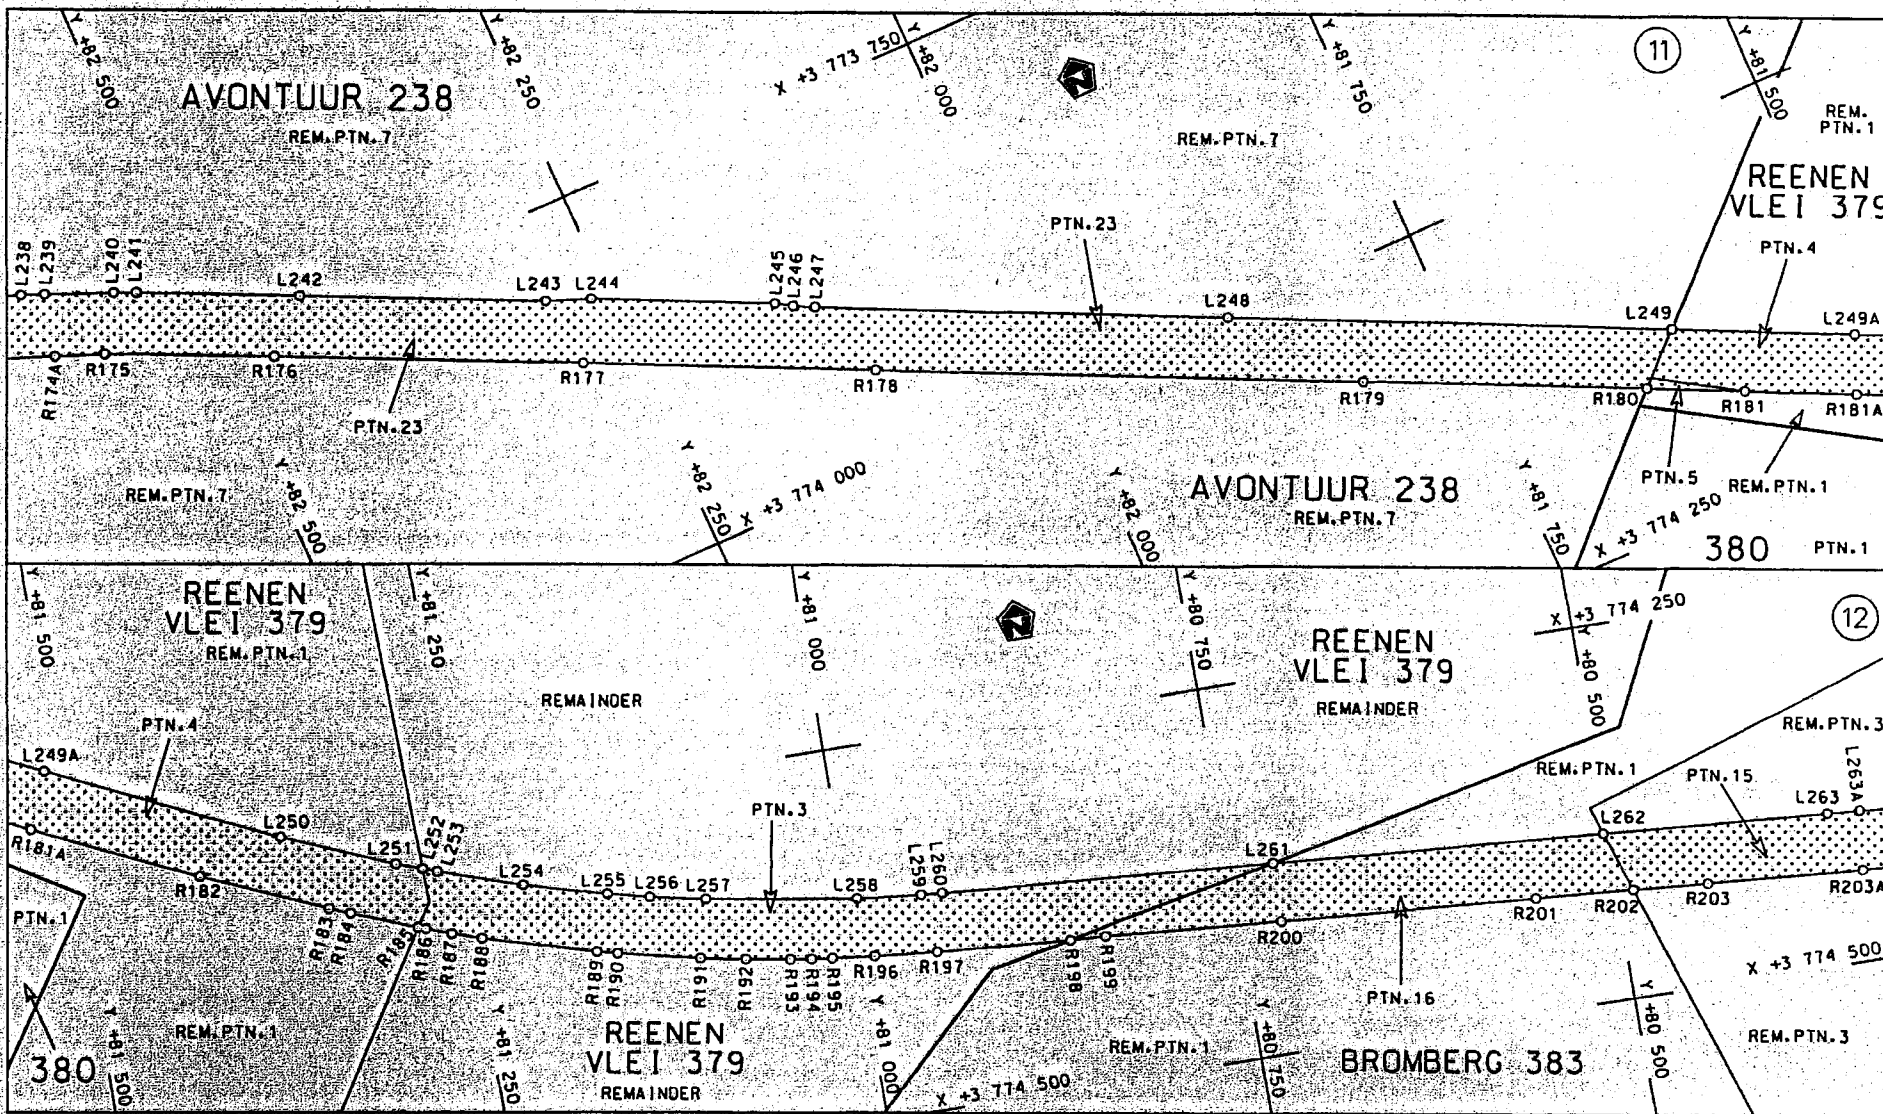 Y +82 500
Y +82 250
X +3 773 750
Y +82 000
Y +81 750
11
Y +81 500
AVONTUUR 238
REM.PTN.7
REM.PTN.7
REM.
PTN.1
REENEN
VLEI 379
PTN.23
PTN.4
L238
L239
L240
L241
L242
L243
L244
L245
L246
L247
L248
L249
L249A
R174A
R175
R176
R177
R178
R179
R180
R181
R181A
PTN.23
PTN.5
REM.PTN.1
REM.PTN.7
Y +82 500
Y +82 250
X +3 774 000
Y +82 000
AVONTUUR 238
REM.PTN.7
Y +81 750
X +3 774 250
380
PTN.1
Y +81 500
REENEN
VLEI 379
REM.PTN.1
Y +81 250
Y +81 000
Y +80 750
X +3 774 250
Y +80 500
12
REMAINDER
REENEN
VLEI 379
REMAINDER
PTN.4
REM.PTN.3
REM.PTN.1
PTN.15
PTN.3
L249A
L250
L251
L252
L253
L254
L255
L256
L257
L258
L259
L260
L261
L262
L263
L263A
R181A
R182
R183
R184
R185
R186
R187
R188
R189
R190
R191
R192
R193
R194
R195
R196
R197
R198
R199
R200
R201
R202
R203
R203A
PTN.1
380
Y +81 500
REM.PTN.1
Y +81 250
REENEN
VLEI 379
REMAINDER
Y +81 000
X +3 774 500
REM.PTN.1
Y +80 750
PTN.16
BROMBERG 383
Y +80 500
X +3 774 500
REM.PTN.3